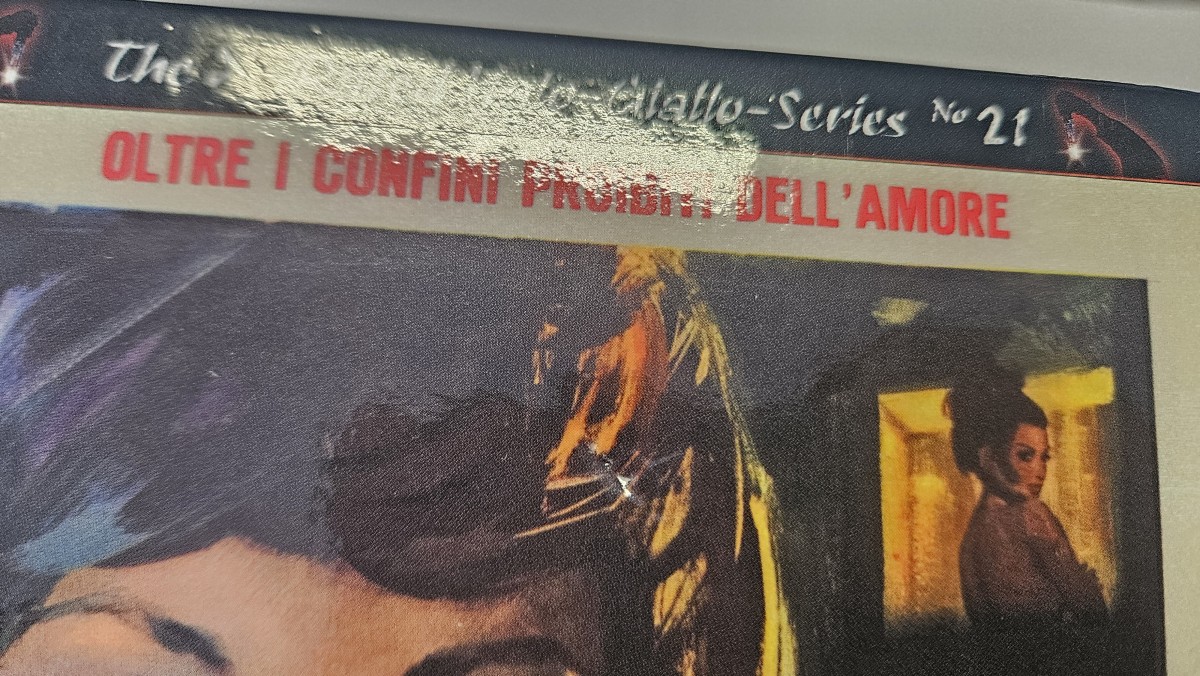 The Giallo-Series No 21
OLTRE I CONFINI PROIBITI DELL'AMORE